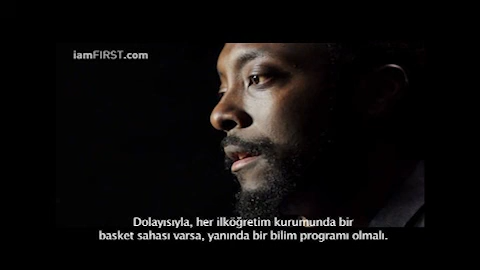 iamFIRST.com
Dolayısıyla, her ilköğretim kurumunda bir
basket sahası varsa, yanında bir bilim programı olmalı.